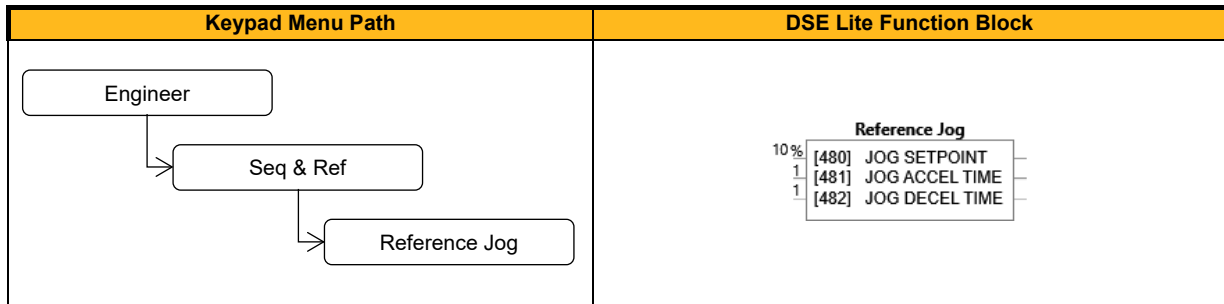 Keypad Menu Path
DSE Lite Function Block
Engineer
Seq & Ref
Reference Jog
Reference Jog
10% [480] JOG SETPOINT
1 [481] JOG ACCEL TIME
1 [482] JOG DECEL TIME